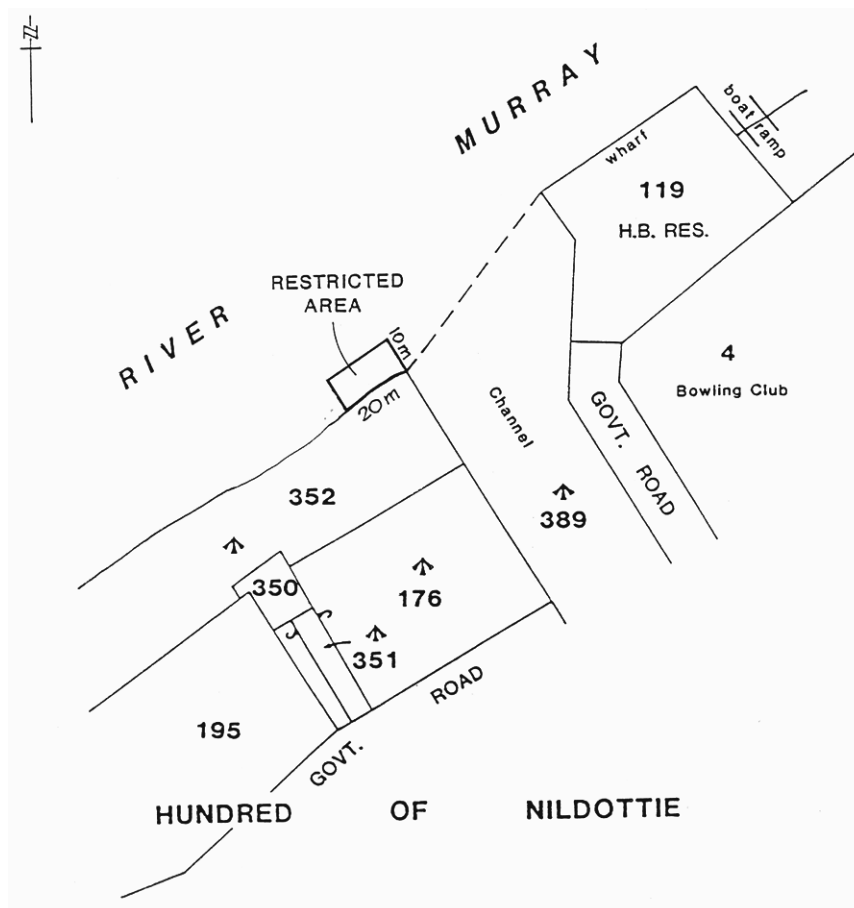 N
RIVER MURRAY
boat ramp
wharf
119
H.B. RES.
RESTRICTED
AREA
10m
20m
4
Bowling Club
Channel
GOVT. ROAD
352
389
350
176
351
195
GOVT. ROAD
HUNDRED OF NILDOTTIE